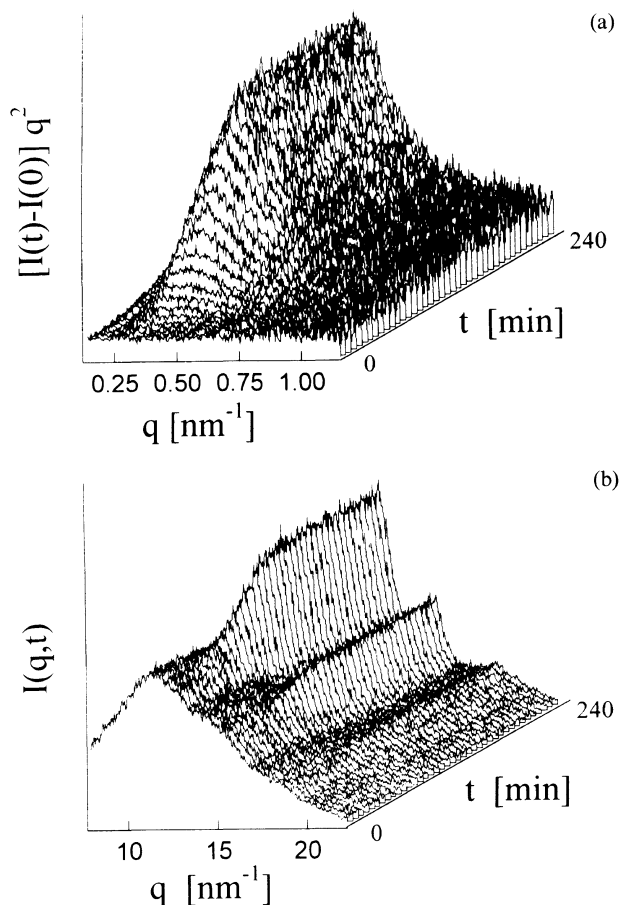 (a)
[I(t)-I(0)] q²
240
t [min]
0
0.25 0.50 0.75 1.00
q [nm⁻¹]
(b)
I(q,t)
240
t [min]
0
10 15 20
q [nm⁻¹]